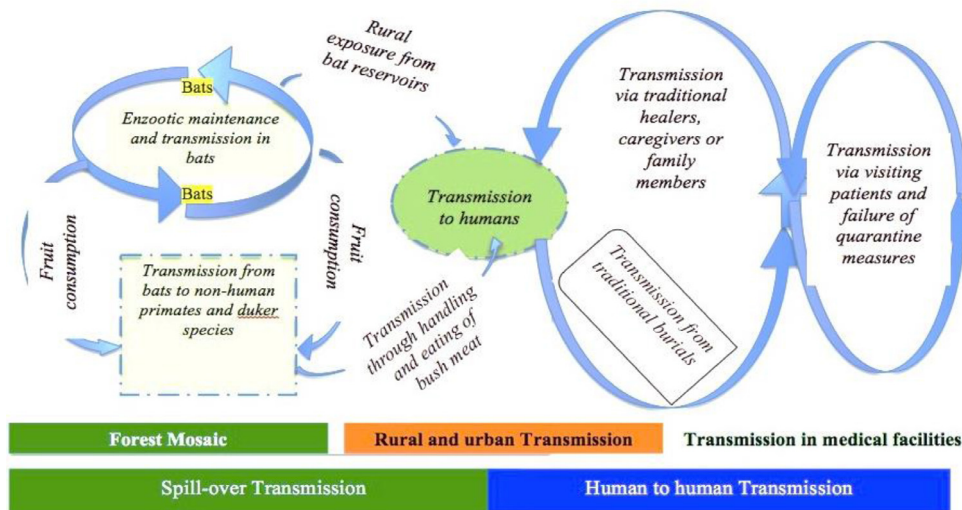 Bats
Enzootic maintenance
and transmission in
bats
Bats
Fruit
consumption
Fruit
consumption
Transmission from
bats to non-human
primates and duker
species
Rural
exposure from
bat reservoirs
Transmission
to humans
Transmission
through handling
and eating of
bush meat
Transmission
via traditional
healers,
caregivers or
family
members
Transmission from
traditional burials
Transmission
via visiting
patients and
failure of
quarantine
measures
Forest Mosaic
Rural and urban Transmission
Transmission in medical facilities
Spill-over Transmission
Human to human Transmission